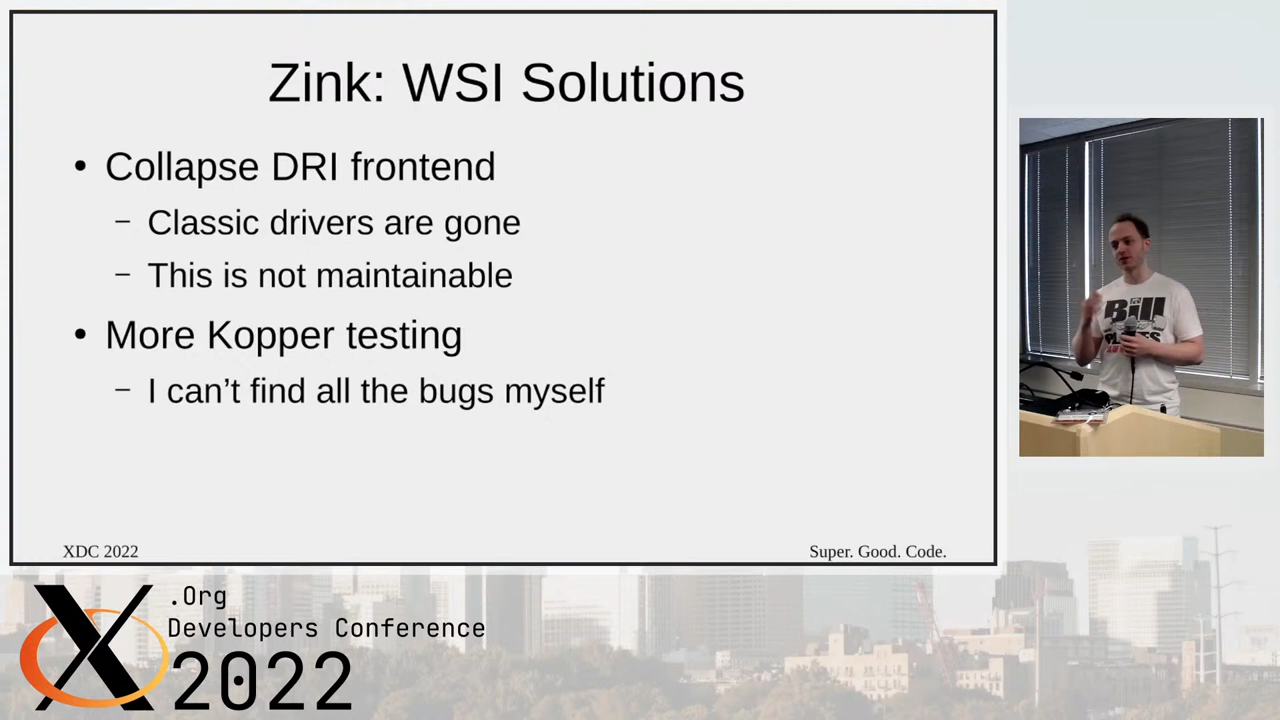 Zink: WSI Solutions
• Collapse DRI frontend
– Classic drivers are gone
– This is not maintainable
• More Kopper testing
– I can’t find all the bugs myself
XDC 2022
Super. Good. Code.
Bill
X .Org
Developers Conference
2022